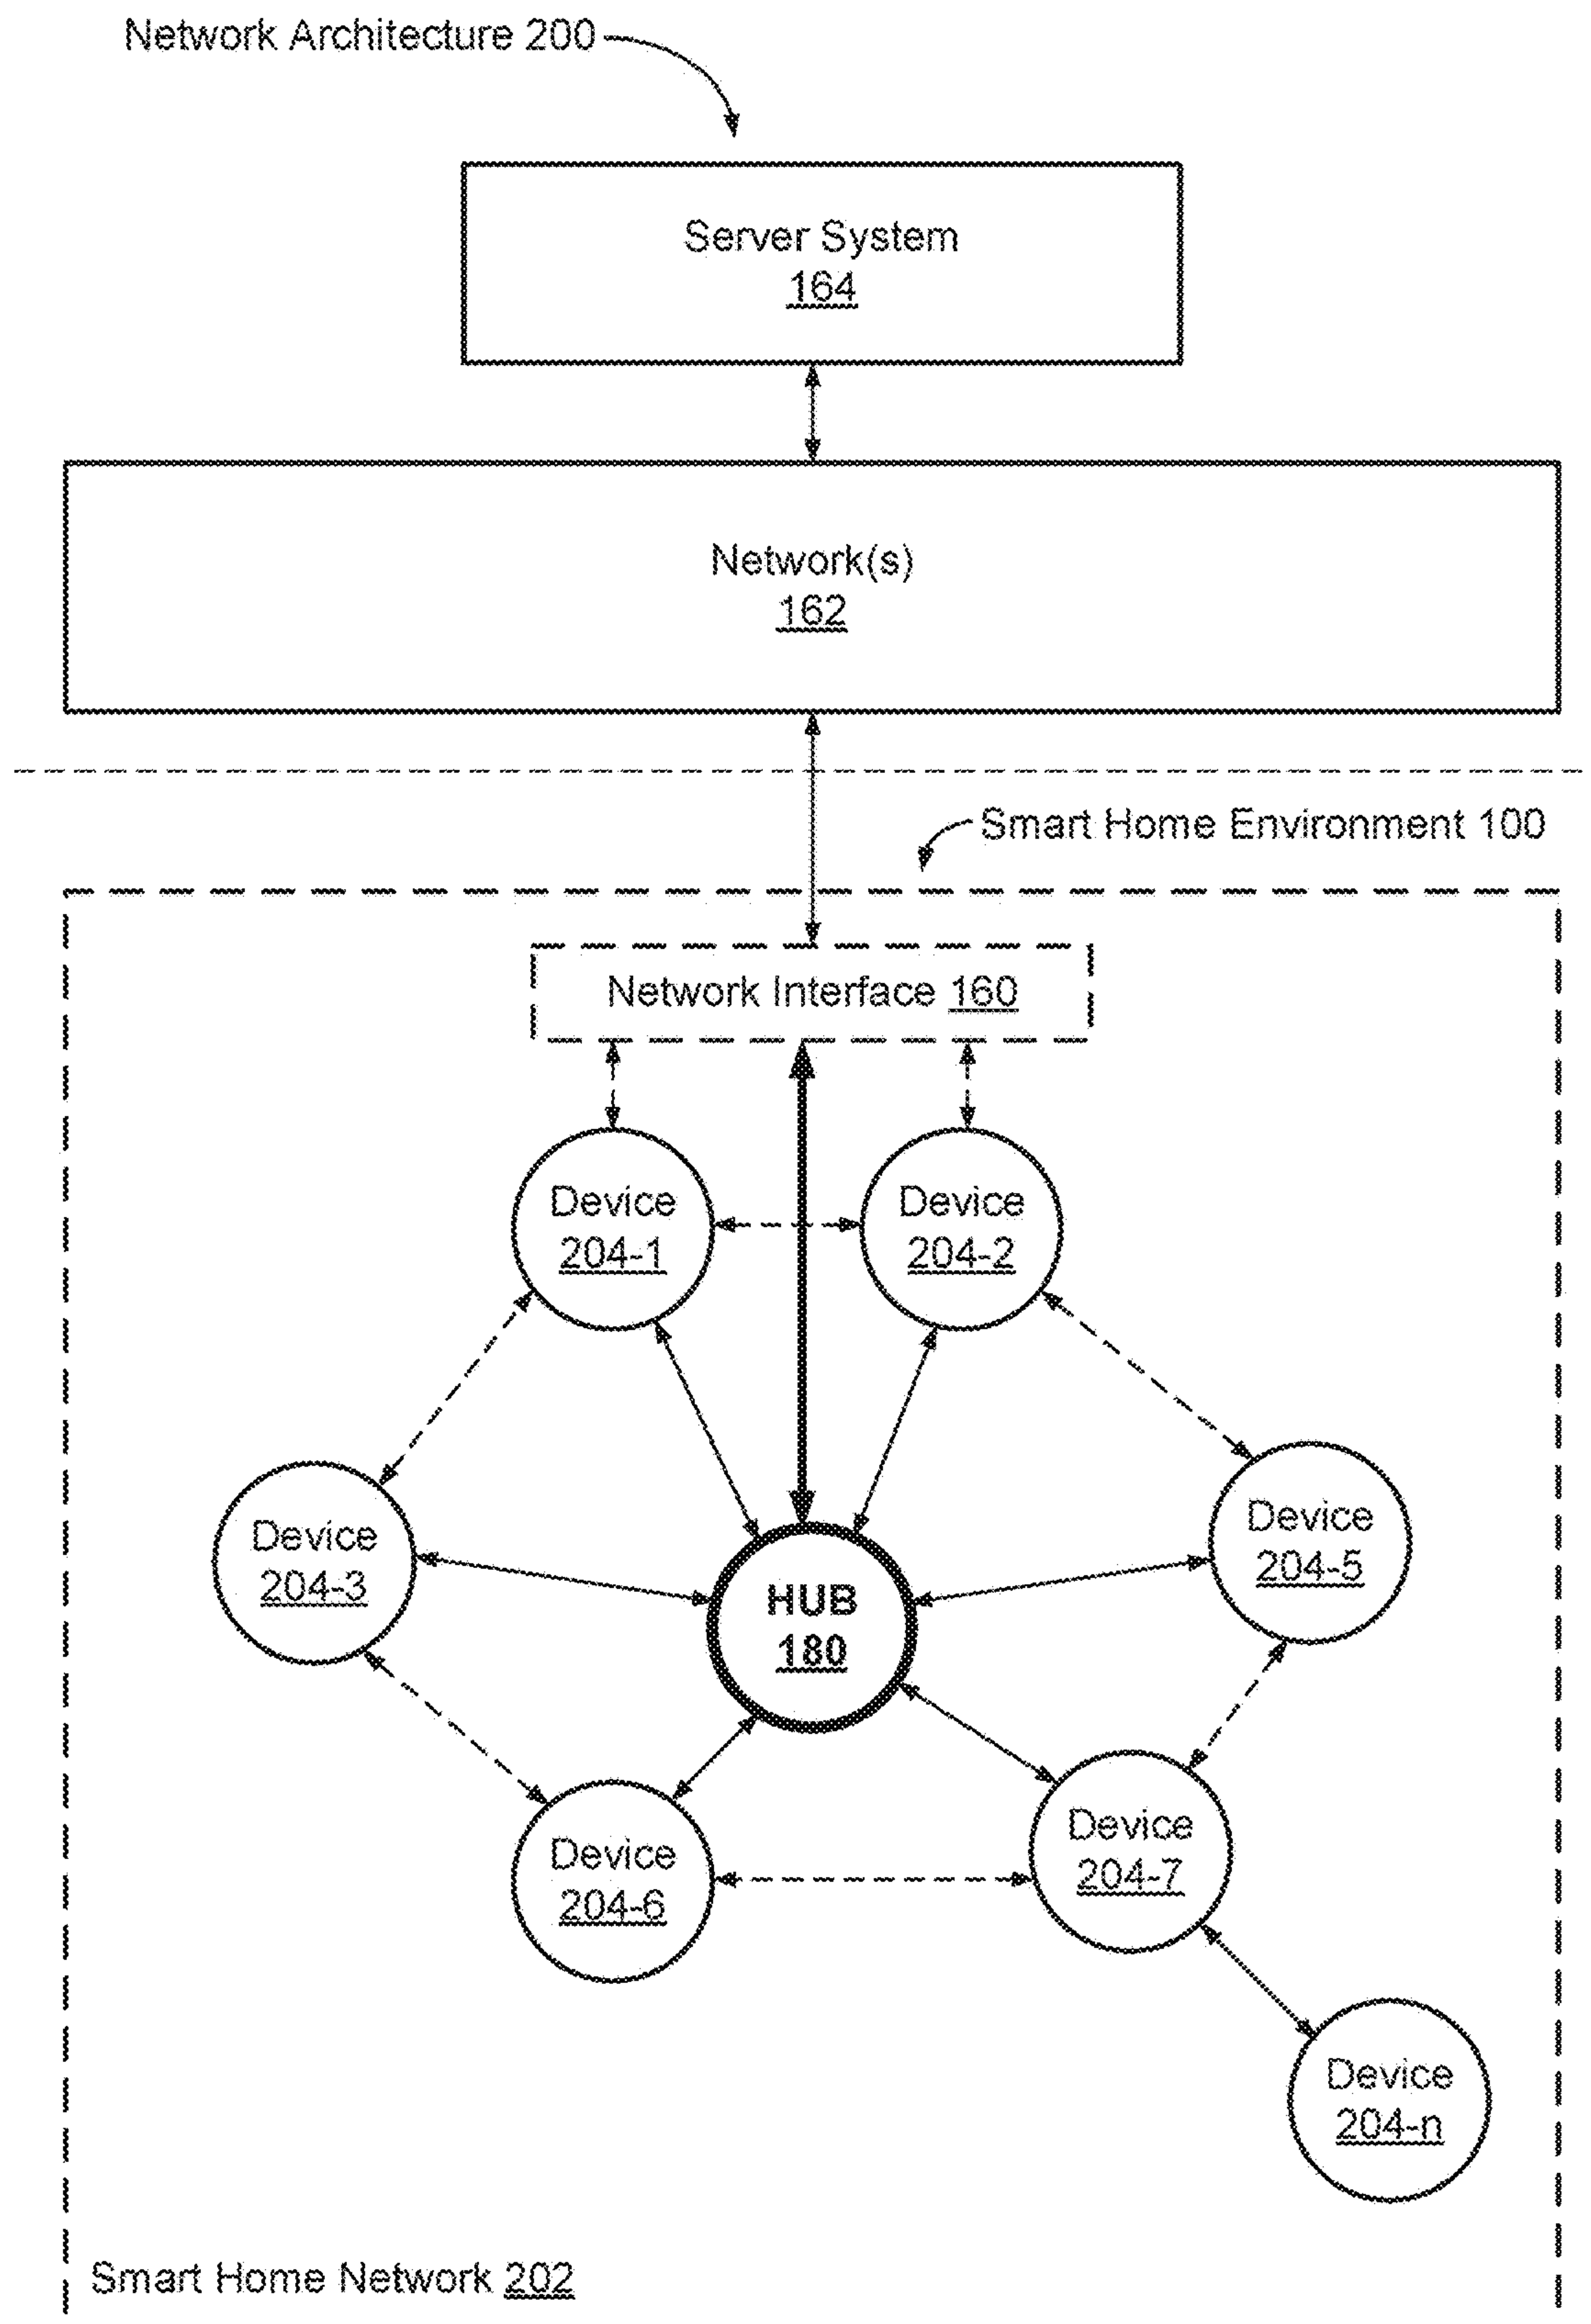 Network Architecture 200
Server System
164
Network(s)
162
Smart Home Environment 100
Network Interface 160
Device
204-1
Device
204-2
Device
204-3
Device
204-5
HUB
180
Device
204-6
Device
204-7
Device
204-n
Smart Home Network 202